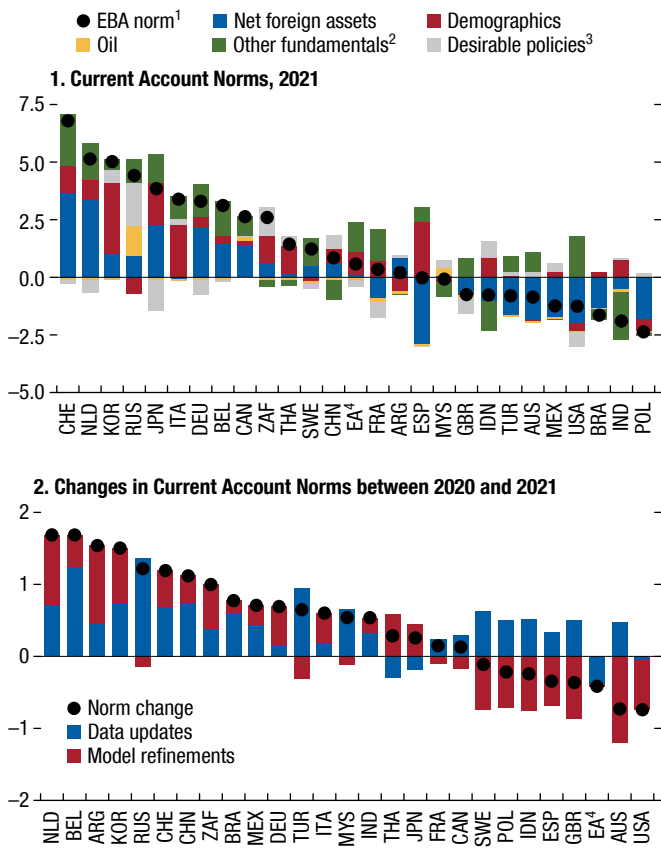 EBA norm¹ Net foreign assets Demographics
Oil Other fundamentals² Desirable policies³
1. Current Account Norms, 2021
7.5
5.0
2.5
0.0
−2.5
−5.0
CHE NLD KOR RUS JPN ITA DEU BEL CAN ZAF THA SWE CHN EA⁴ FRA ARG ESP MYS GBR IDN TUR AUS MEX USA BRA IND POL
2. Changes in Current Account Norms between 2020 and 2021
2
1
0
−1
−2
Norm change
Data updates
Model refinements
NLD BEL ARG KOR RUS CHE CHN ZAF BRA MEX DEU TUR ITA MYS IND THA JPN FRA CAN SWE POL IDN ESP GBR EA⁴ AUS USA